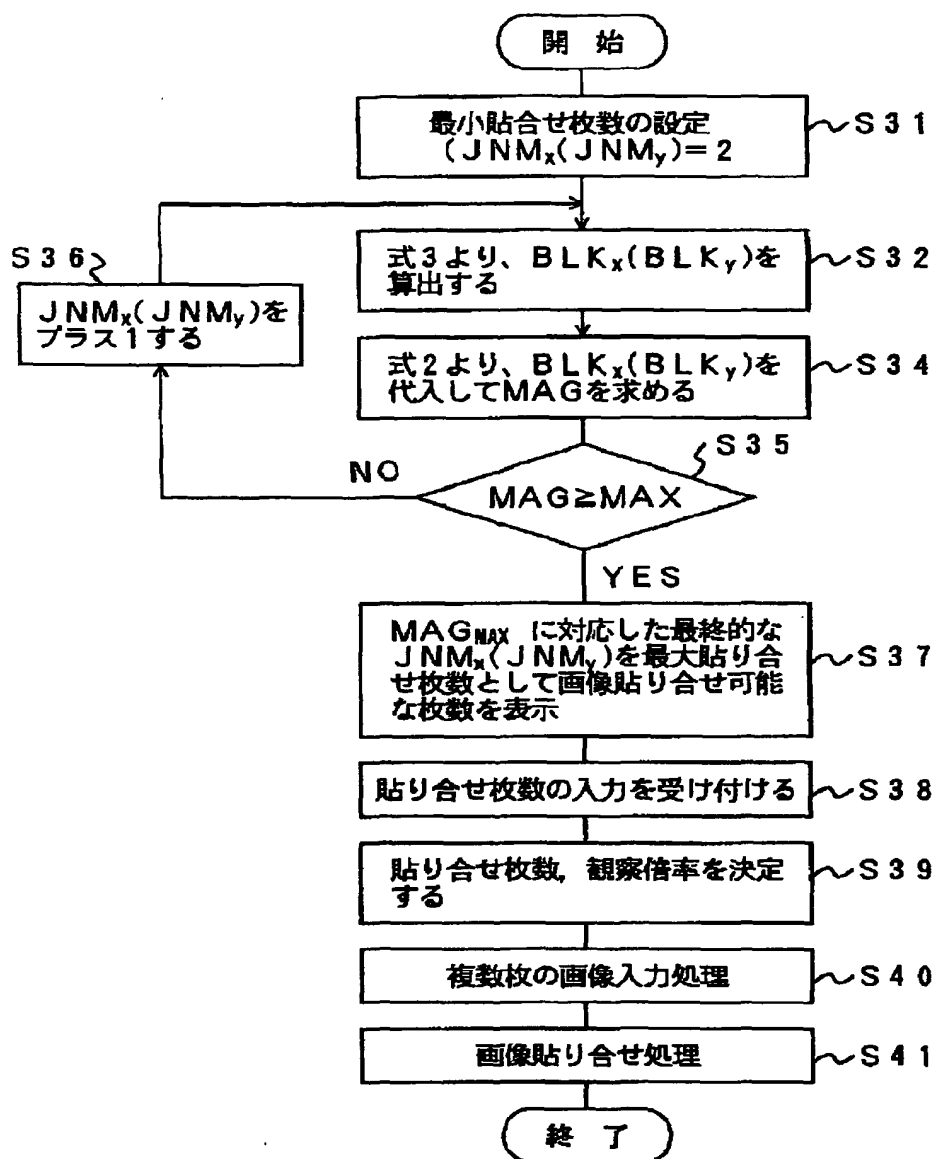 開 始
最小貼合せ枚数の設定
(JNMx(JNMy)=2
S31
式3より、BLKx(BLKy)を
算出する
S32
S36
JNMx(JNMy)を
プラス1する
式2より、BLKx(BLKy)を
代入してMAGを求める
S34
S35
NO
MAG≧MAX
YES
MAGMAX に対応した最終的な
JNMx(JNMy)を最大貼り合
せ枚数として画像貼り合せ可能
な枚数を表示
S37
貼り合せ枚数の入力を受け付ける
S38
貼り合せ枚数,観察倍率を決定
する
S39
複数枚の画像入力処理
S40
画像貼り合せ処理
S41
終 了